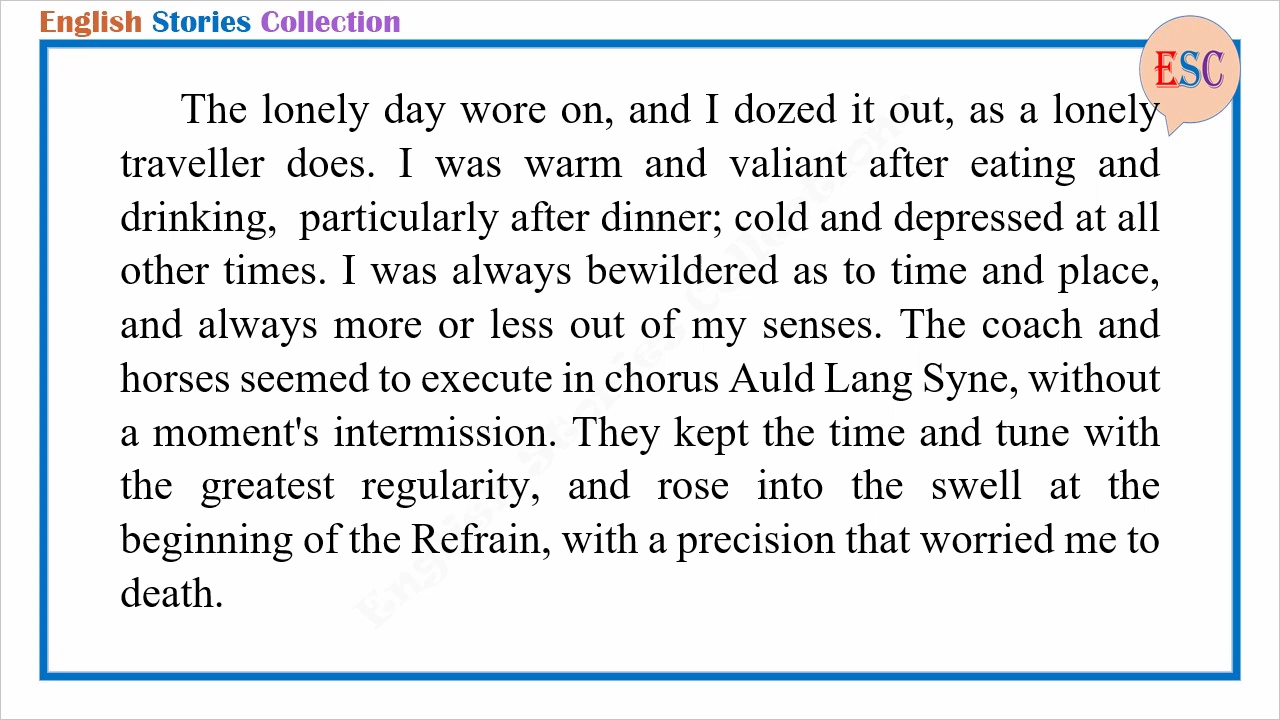 English Stories Collection
ESC
The lonely day wore on, and I dozed it out, as a lonely
traveller does. I was warm and valiant after eating and
drinking,  particularly after dinner; cold and depressed at all
other times. I was always bewildered as to time and place,
and always more or less out of my senses. The coach and
horses seemed to execute in chorus Auld Lang Syne, without
a moment's intermission. They kept the time and tune with
the greatest regularity, and rose into the swell at the
beginning of the Refrain, with a precision that worried me to
death.
English Stories Collection